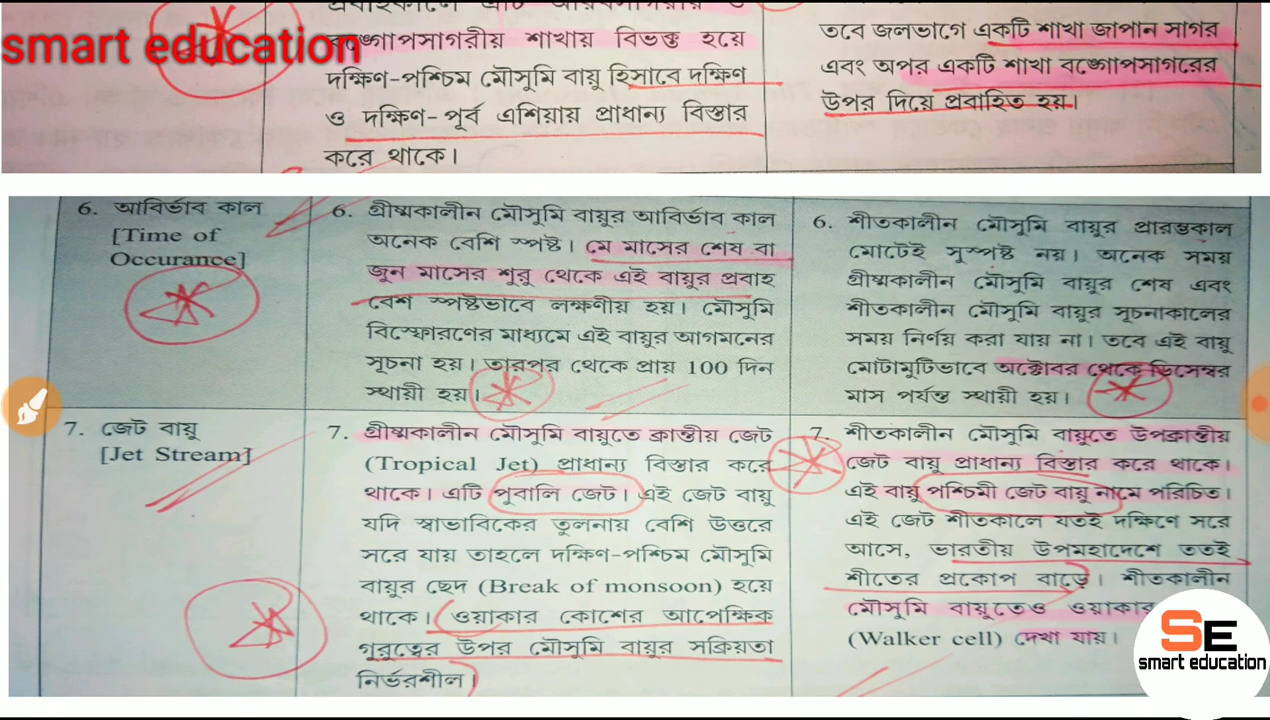 smart education
বঙ্গোপসাগরীয় শাখায় বিভক্ত হয়ে
দক্ষিণ-পশ্চিম মৌসুমি বায়ু হিসাবে দক্ষিণ
ও দক্ষিণ- পূর্ব এশিয়ায় প্রাধান্য বিস্তার
করে থাকে।
তবে জলভাগে একটি শাখা জাপান সাগর
এবং অপর একটি শাখা বঙ্গোপসাগরের
উপর দিয়ে প্রবাহিত হয়।
6. আবির্ভাব কাল
[Time of
Occurance]
6. গ্রীষ্মকালীন মৌসুমি বায়ুর আবির্ভাব কাল
অনেক বেশি স্পষ্ট। মে মাসের শেষ বা
জুন মাসের শুরু থেকে এই বায়ুর প্রবাহ
বেশ স্পষ্টভাবে লক্ষণীয় হয়। মৌসুমি
বিস্ফোরণের মাধ্যমে এই বায়ুর আগমনের
সূচনা হয়। তারপর থেকে প্রায় 100 দিন
স্থায়ী হয়।
6. শীতকালীন মৌসুমি বায়ুর প্রারম্ভকাল
মোটেই সুস্পষ্ট নয়। অনেক সময়
গ্রীষ্মকালীন মৌসুমি বায়ুর শেষ এবং
শীতকালীন মৌসুমি বায়ুর সূচনাকালের
সময় নির্ণয় করা যায় না। তবে এই বায়ু
মোটামুটিভাবে অক্টোবর থেকে ডিসেম্বর
মাস পর্যন্ত স্থায়ী হয়।
7. জেট বায়ু
[Jet Stream]
7. গ্রীষ্মকালীন মৌসুমি বায়ুতে ক্রান্তীয় জেট
(Tropical Jet) প্রাধান্য বিস্তার করে
থাকে। এটি পুবালি জেট। এই জেট বায়ু
যদি স্বাভাবিকের তুলনায় বেশি উত্তরে
সরে যায় তাহলে দক্ষিণ-পশ্চিম মৌসুমি
বায়ুর ছেদ (Break of monsoon) হয়ে
থাকে। ওয়াকার কোশের আপেক্ষিক
গুরুত্বের উপর মৌসুমি বায়ুর সক্রিয়তা
নির্ভরশীল।
7. শীতকালীন মৌসুমি বায়ুতে উপক্রান্তীয়
জেট বায়ু প্রাধান্য বিস্তার করে থাকে।
এই বায়ু পশ্চিমী জেট বায়ু নামে পরিচিত।
এই জেট শীতকালে যতই দক্ষিণে সরে
আসে, ভারতীয় উপমহাদেশে ততই
শীতের প্রকোপ বাড়ে। শীতকালীন
মৌসুমি বায়ুতেও ওয়াকার
(Walker cell) দেখা যায়।
SE
smart education